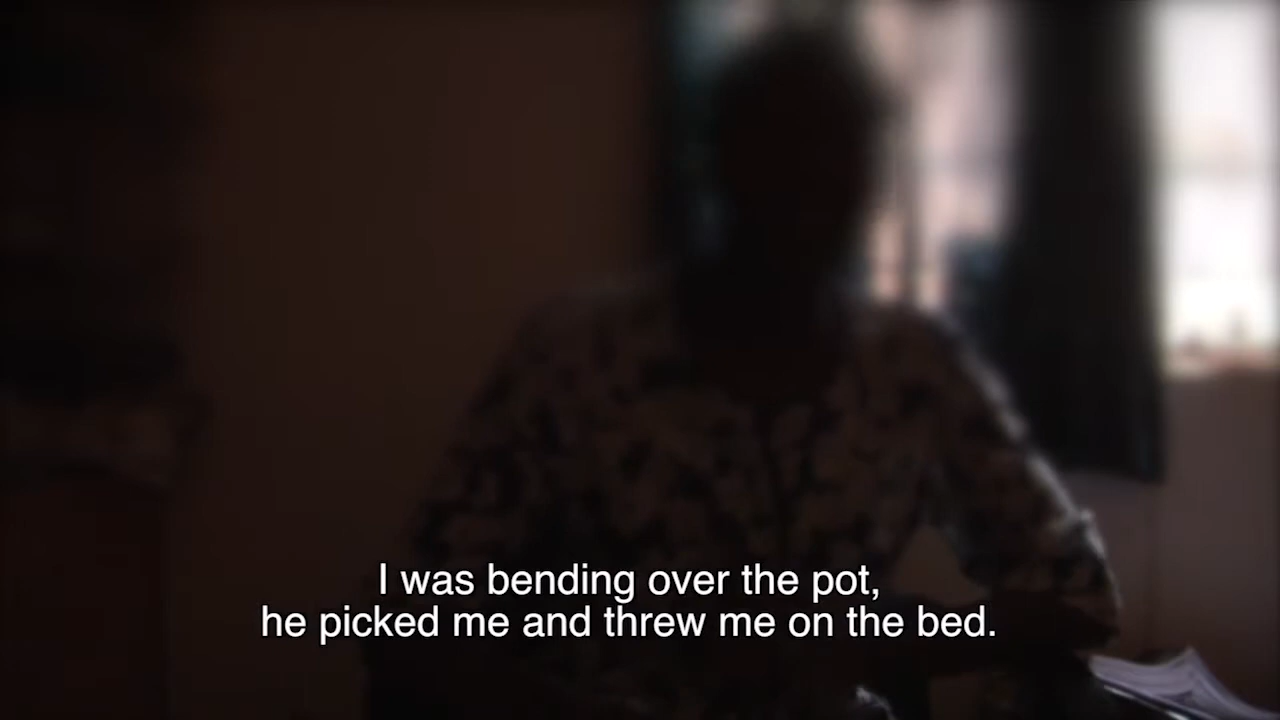 I was bending over the pot,
he picked me and threw me on the bed.